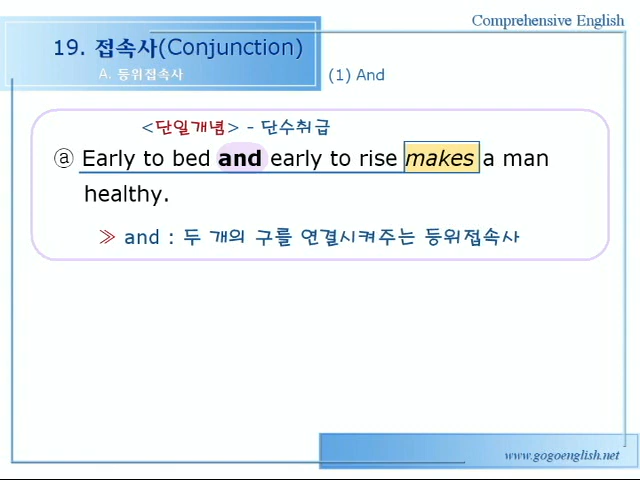 Comprehensive English
19. 접속사(Conjunction)
A. 등위접속사
(1) And
<단일개념> - 단수취급
ⓐ Early to bed and early to rise makes a man
healthy.
≫ and : 두 개의 구를 연결시켜주는 등위접속사
www.gogoenglish.net